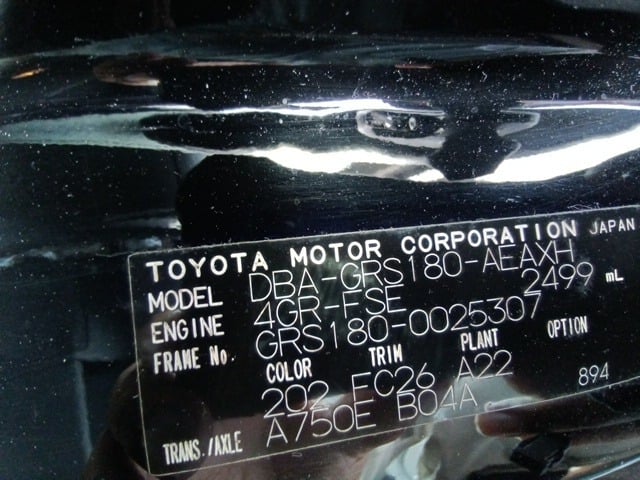 TOYOTA MOTOR CORPORATION JAPAN
MODEL DBA-GRS180-AEAXH
ENGINE 4GR-FSE 2499 mL
FRAME No GRS180-0025307
COLOR TRIM PLANT OPTION
202 FC26 A22
TRANS./AXLE A750E B04A 894